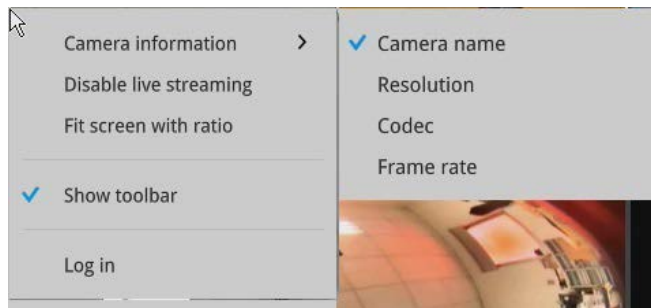 Camera information
Disable live streaming
Fit screen with ratio
Show toolbar
Log in
Camera name
Resolution
Codec
Frame rate